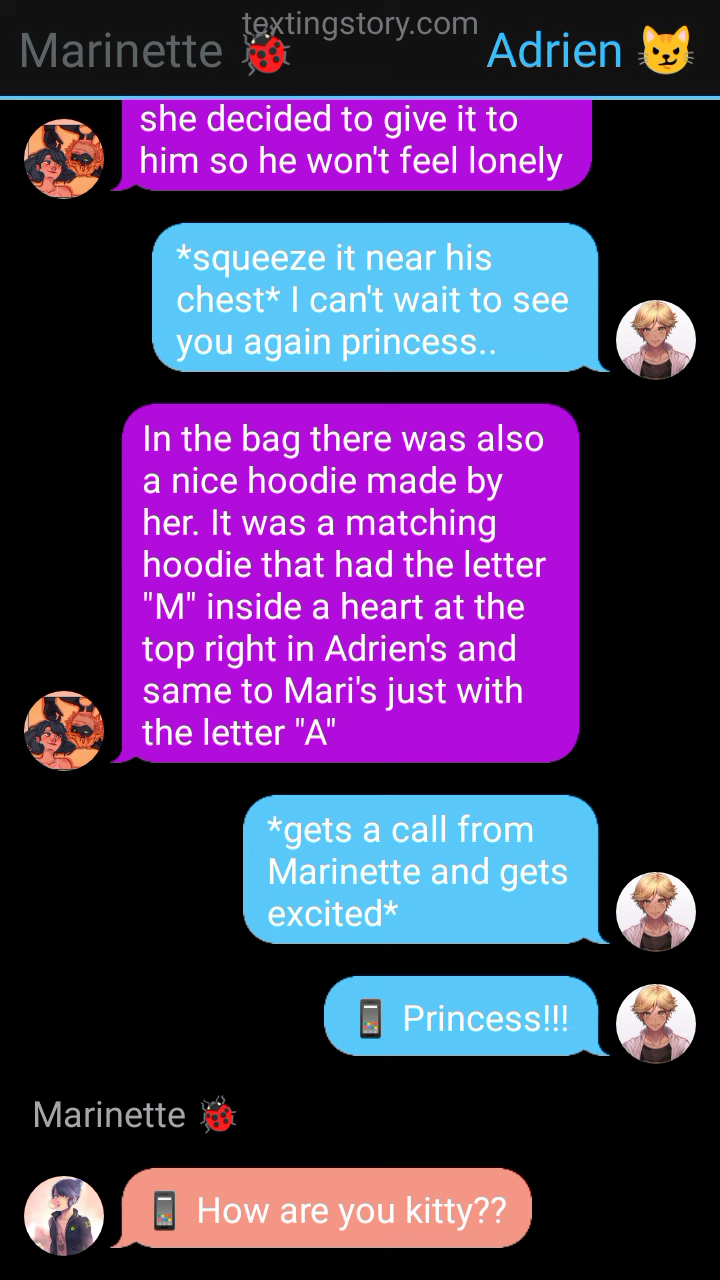 textingstory.com
Marinette 🐞 Adrien 😼
she decided to give it to
him so he won't feel lonely
*squeeze it near his
chest* I can't wait to see
you again princess..
In the bag there was also
a nice hoodie made by
her. It was a matching
hoodie that had the letter
"M" inside a heart at the
top right in Adrien's and
same to Mari's just with
the letter "A"
*gets a call from
Marinette and gets
excited*
📱 Princess!!!
Marinette 🐞
📱 How are you kitty??